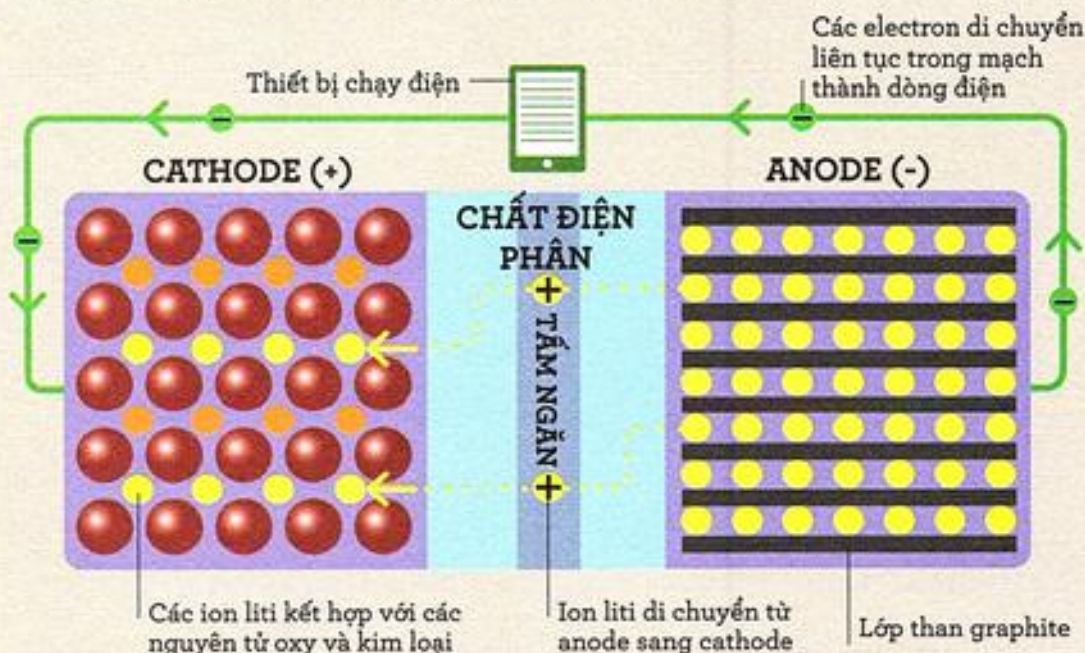 Các electron di chuyển
liên tục trong mạch
thành dòng điện
Thiết bị chạy điện
CATHODE (+)
ANODE (-)
CHẤT ĐIỆN
PHÂN
TẤM NGĂN
Các ion liti kết hợp với các
nguyên tử oxy và kim loại
Ion liti di chuyển từ
anode sang cathode
Lớp than graphite